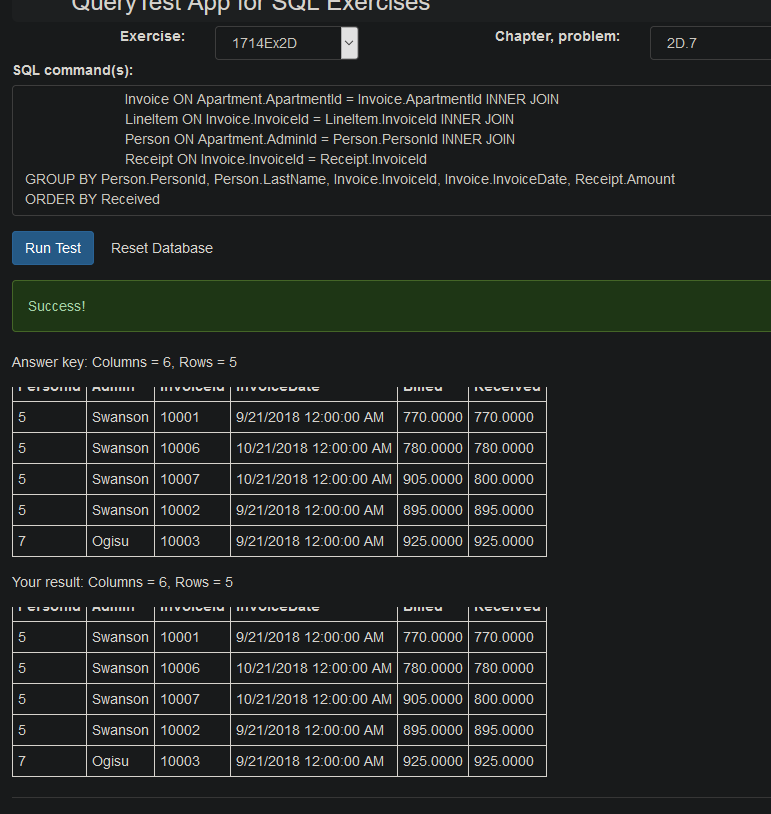 QueryTest App for SQL Exercises
Exercise: 1714Ex2D Chapter, problem: 2D.7
SQL command(s):
Invoice ON Apartment.ApartmentId = Invoice.ApartmentId INNER JOIN
LineItem ON Invoice.InvoiceId = LineItem.InvoiceId INNER JOIN
Person ON Apartment.AdminId = Person.PersonId INNER JOIN
Receipt ON Invoice.InvoiceId = Receipt.InvoiceId
GROUP BY Person.PersonId, Person.LastName, Invoice.InvoiceId, Invoice.InvoiceDate, Receipt.Amount
ORDER BY Received
Run Test Reset Database
Success!
Answer key: Columns = 6, Rows = 5
PersonId Admin InvoiceId InvoiceDate Billed Received
5 Swanson 10001 9/21/2018 12:00:00 AM 770.0000 770.0000
5 Swanson 10006 10/21/2018 12:00:00 AM 780.0000 780.0000
5 Swanson 10007 10/21/2018 12:00:00 AM 905.0000 800.0000
5 Swanson 10002 9/21/2018 12:00:00 AM 895.0000 895.0000
7 Ogisu 10003 9/21/2018 12:00:00 AM 925.0000 925.0000
Your result: Columns = 6, Rows = 5
PersonId Admin InvoiceId InvoiceDate Billed Received
5 Swanson 10001 9/21/2018 12:00:00 AM 770.0000 770.0000
5 Swanson 10006 10/21/2018 12:00:00 AM 780.0000 780.0000
5 Swanson 10007 10/21/2018 12:00:00 AM 905.0000 800.0000
5 Swanson 10002 9/21/2018 12:00:00 AM 895.0000 895.0000
7 Ogisu 10003 9/21/2018 12:00:00 AM 925.0000 925.0000